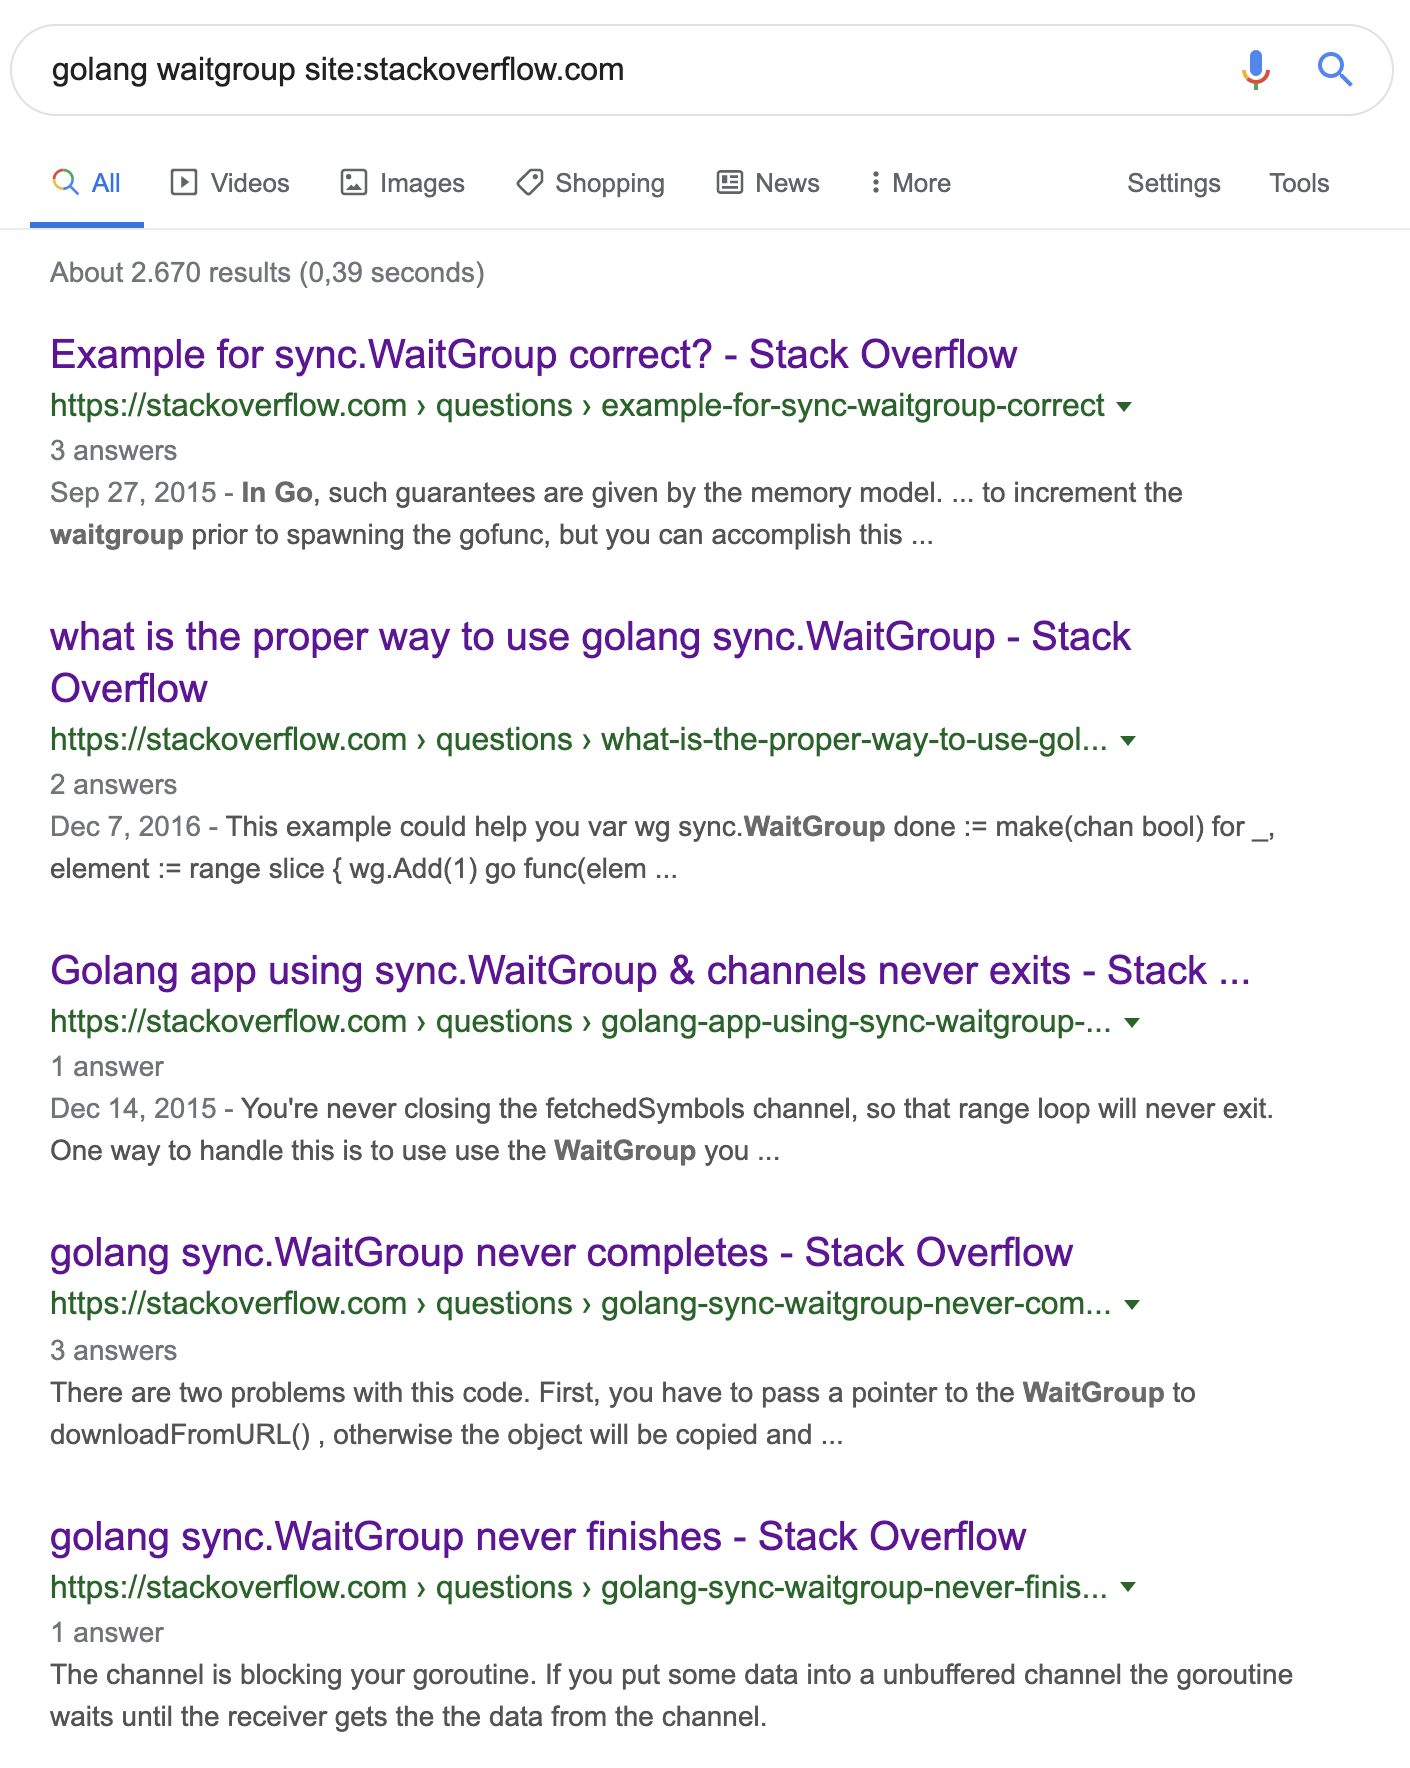 golang waitgroup site:stackoverflow.com
All Videos Images Shopping News More Settings Tools
About 2.670 results (0,39 seconds)
Example for sync.WaitGroup correct? - Stack Overflow
https://stackoverflow.com › questions › example-for-sync-waitgroup-correct
3 answers
Sep 27, 2015 - In Go, such guarantees are given by the memory model. ... to increment the
waitgroup prior to spawning the gofunc, but you can accomplish this ...
what is the proper way to use golang sync.WaitGroup - Stack
Overflow
https://stackoverflow.com › questions › what-is-the-proper-way-to-use-gol...
2 answers
Dec 7, 2016 - This example could help you var wg sync.WaitGroup done := make(chan bool) for _,
element := range slice { wg.Add(1) go func(elem ...
Golang app using sync.WaitGroup & channels never exits - Stack ...
https://stackoverflow.com › questions › golang-app-using-sync-waitgroup-...
1 answer
Dec 14, 2015 - You're never closing the fetchedSymbols channel, so that range loop will never exit.
One way to handle this is to use use the WaitGroup you ...
golang sync.WaitGroup never completes - Stack Overflow
https://stackoverflow.com › questions › golang-sync-waitgroup-never-com...
3 answers
There are two problems with this code. First, you have to pass a pointer to the WaitGroup to
downloadFromURL() , otherwise the object will be copied and ...
golang sync.WaitGroup never finishes - Stack Overflow
https://stackoverflow.com › questions › golang-sync-waitgroup-never-finis...
1 answer
The channel is blocking your goroutine. If you put some data into a unbuffered channel the goroutine
waits until the receiver gets the the data from the channel.